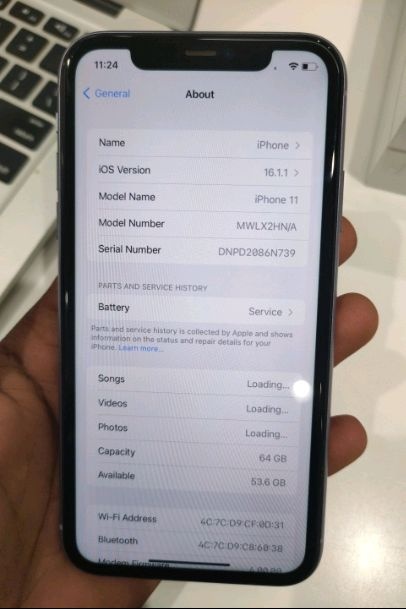 11:24
General
About
Name iPhone
iOS Version 16.1.1
Model Name iPhone 11
Model Number MWLX2HN/A
Serial Number DNPD2086N739
PARTS AND SERVICE HISTORY
Battery Service
Parts and service history is collected by Apple and shows
information on the status and repair details for your
iPhone. Learn more...
Songs Loading...
Videos Loading...
Photos Loading...
Capacity 64 GB
Available 53.6 GB
Wi-Fi Address 4C:7C:D9:CF:0D:31
Bluetooth 4C:7C:D9:C8:60:38
Modem Firmware